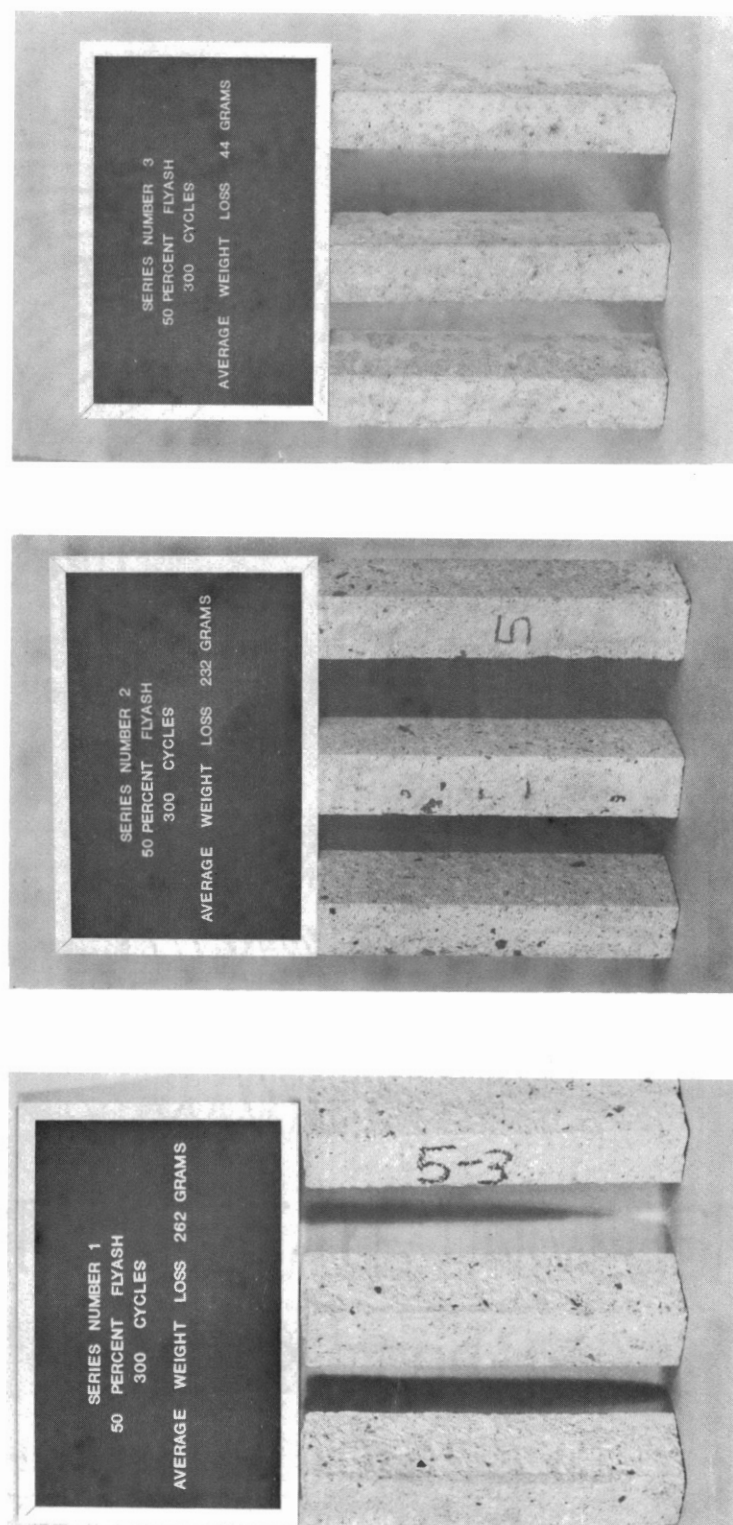 SERIES NUMBER 1
50 PERCENT FLYASH
300 CYCLES
AVERAGE WEIGHT LOSS 262 GRAMS
5-3
SERIES NUMBER 2
50 PERCENT FLYASH
300 CYCLES
AVERAGE WEIGHT LOSS 232 GRAMS
5
SERIES NUMBER 3
50 PERCENT FLYASH
300 CYCLES
AVERAGE WEIGHT LOSS 44 GRAMS